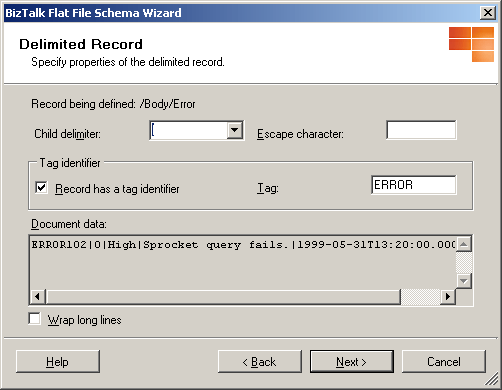 BizTalk Flat File Schema Wizard
Delimited Record
Specify properties of the delimited record.
Record being defined: /Body/Error
Child delimiter:
Escape character:
Tag identifier
Record has a tag identifier
Tag:
ERROR
Document data:
ERROR102|0|High|Sprocket query fails.|1999-05-31T13:20:00.000
Wrap long lines
Help
< Back
Next >
Cancel